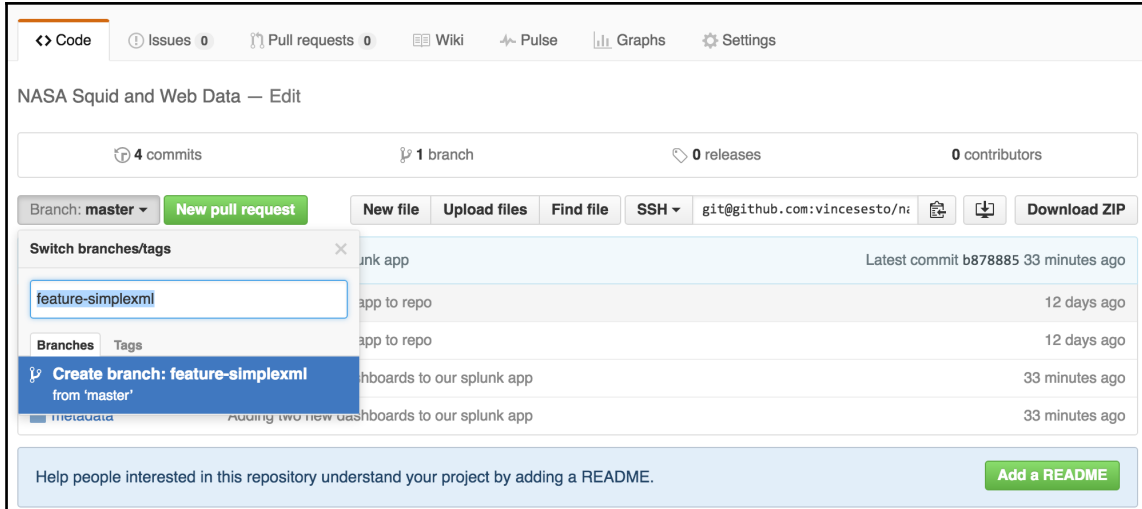 Code Issues 0 Pull requests 0 Wiki Pulse Graphs Settings
NASA Squid and Web Data — Edit
4 commits 1 branch 0 releases 0 contributors
Branch: master New pull request New file Upload files Find file SSH git@github.com:vincesesto/na Download ZIP
Switch branches/tags ×
unk app Latest commit b878885 33 minutes ago
feature-simplexml
app to repo 12 days ago
Branches Tags
app to repo 12 days ago
Create branch: feature-simplexml
from ‘master’
hboards to our splunk app 33 minutes ago
metadata Adding two new dashboards to our splunk app 33 minutes ago
Help people interested in this repository understand your project by adding a README. Add a README